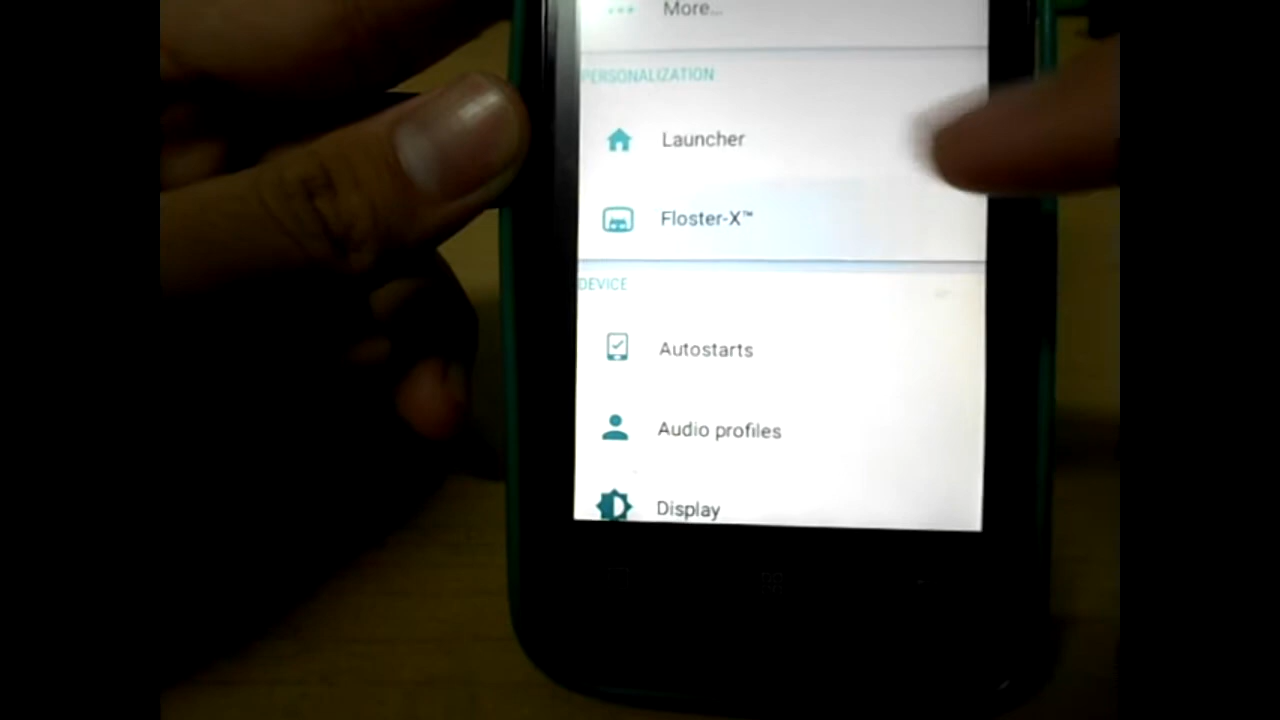 More...
PERSONALIZATION
Launcher
Floster-X™
DEVICE
Autostarts
Audio profiles
Display